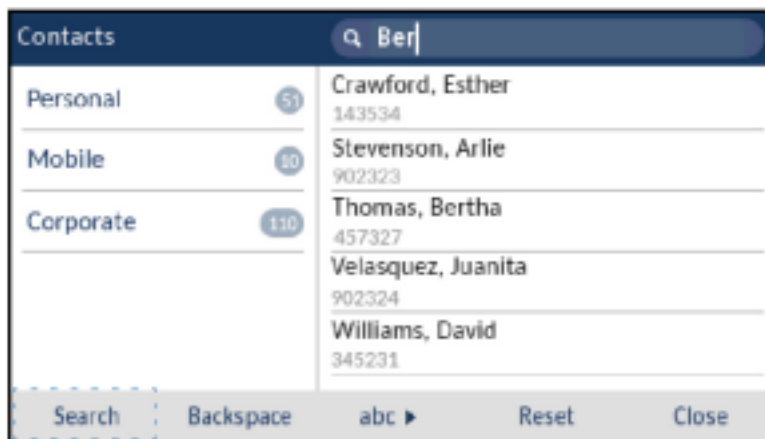 Contacts
Ber
Personal 51
Mobile 10
Corporate 110
Crawford, Esther
143534
Stevenson, Arlie
902323
Thomas, Bertha
457327
Velasquez, Juanita
902324
Williams, David
345231
Search Backspace abc ▸ Reset Close